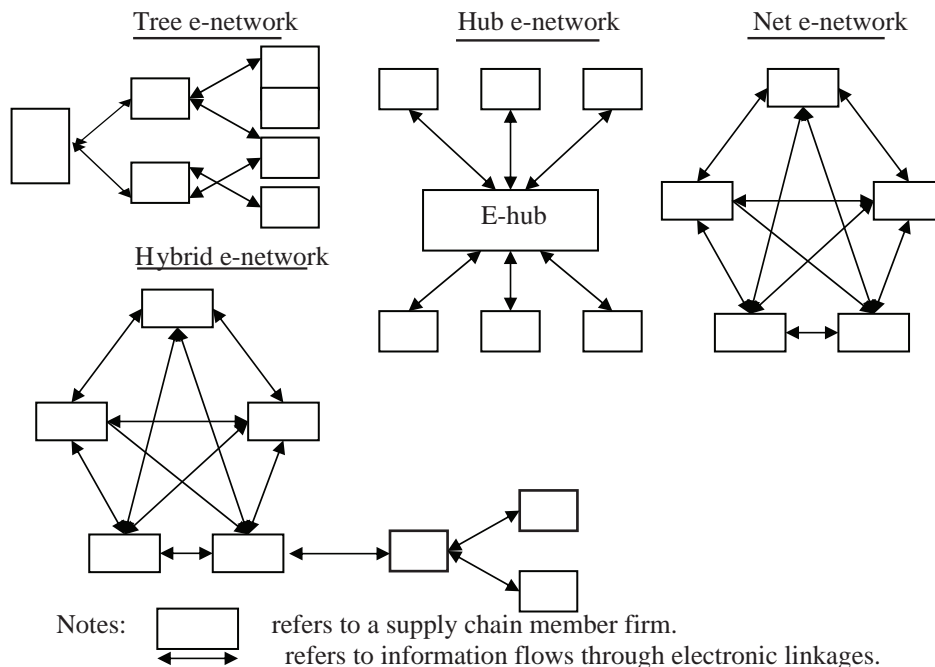 Tree e-network
Hub e-network
Net e-network
E-hub
Hybrid e-network
Notes:
refers to a supply chain member firm.
refers to information flows through electronic linkages.